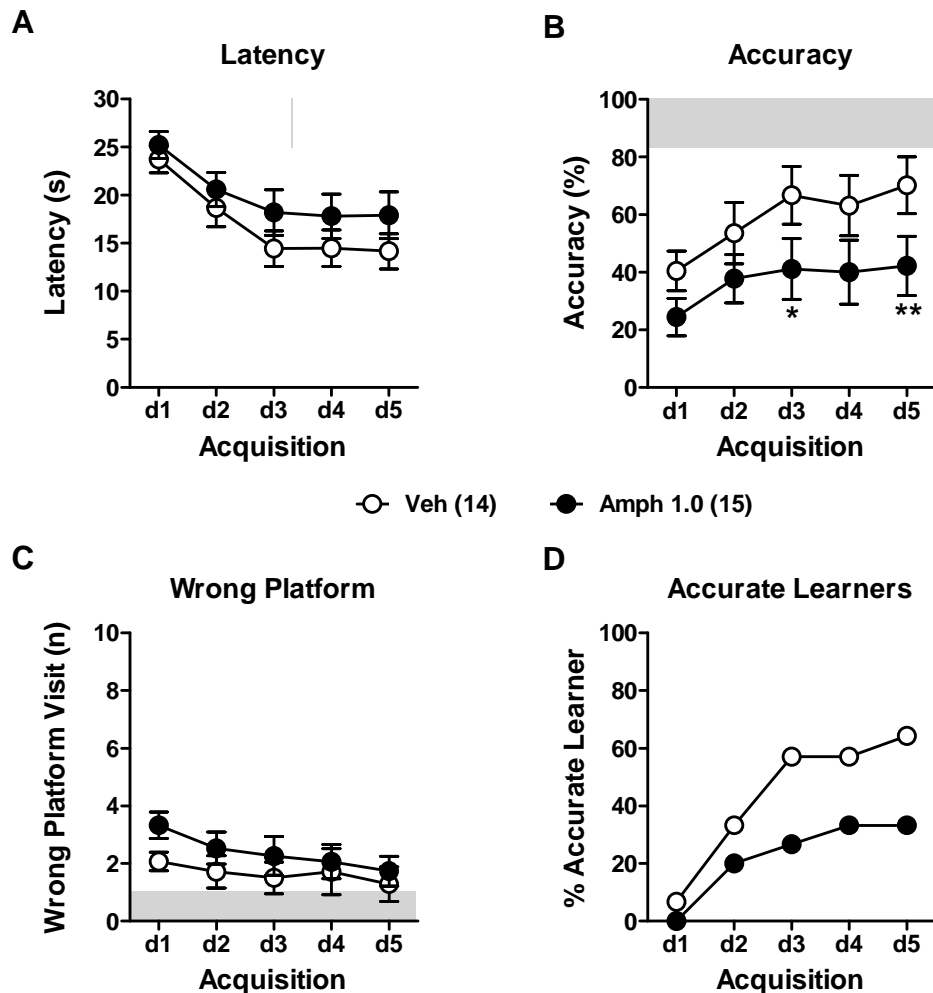 A
Latency
Latency (s)
30
25
20
15
10
5
0
d1 d2 d3 d4 d5
Acquisition
B
Accuracy
Accuracy (%)
100
80
60
40
20
0
*
**
d1 d2 d3 d4 d5
Acquisition
Veh (14) Amph 1.0 (15)
C
Wrong Platform
Wrong Platform Visit (n)
10
8
6
4
2
0
d1 d2 d3 d4 d5
Acquisition
D
Accurate Learners
% Accurate Learner
100
80
60
40
20
0
d1 d2 d3 d4 d5
Acquisition